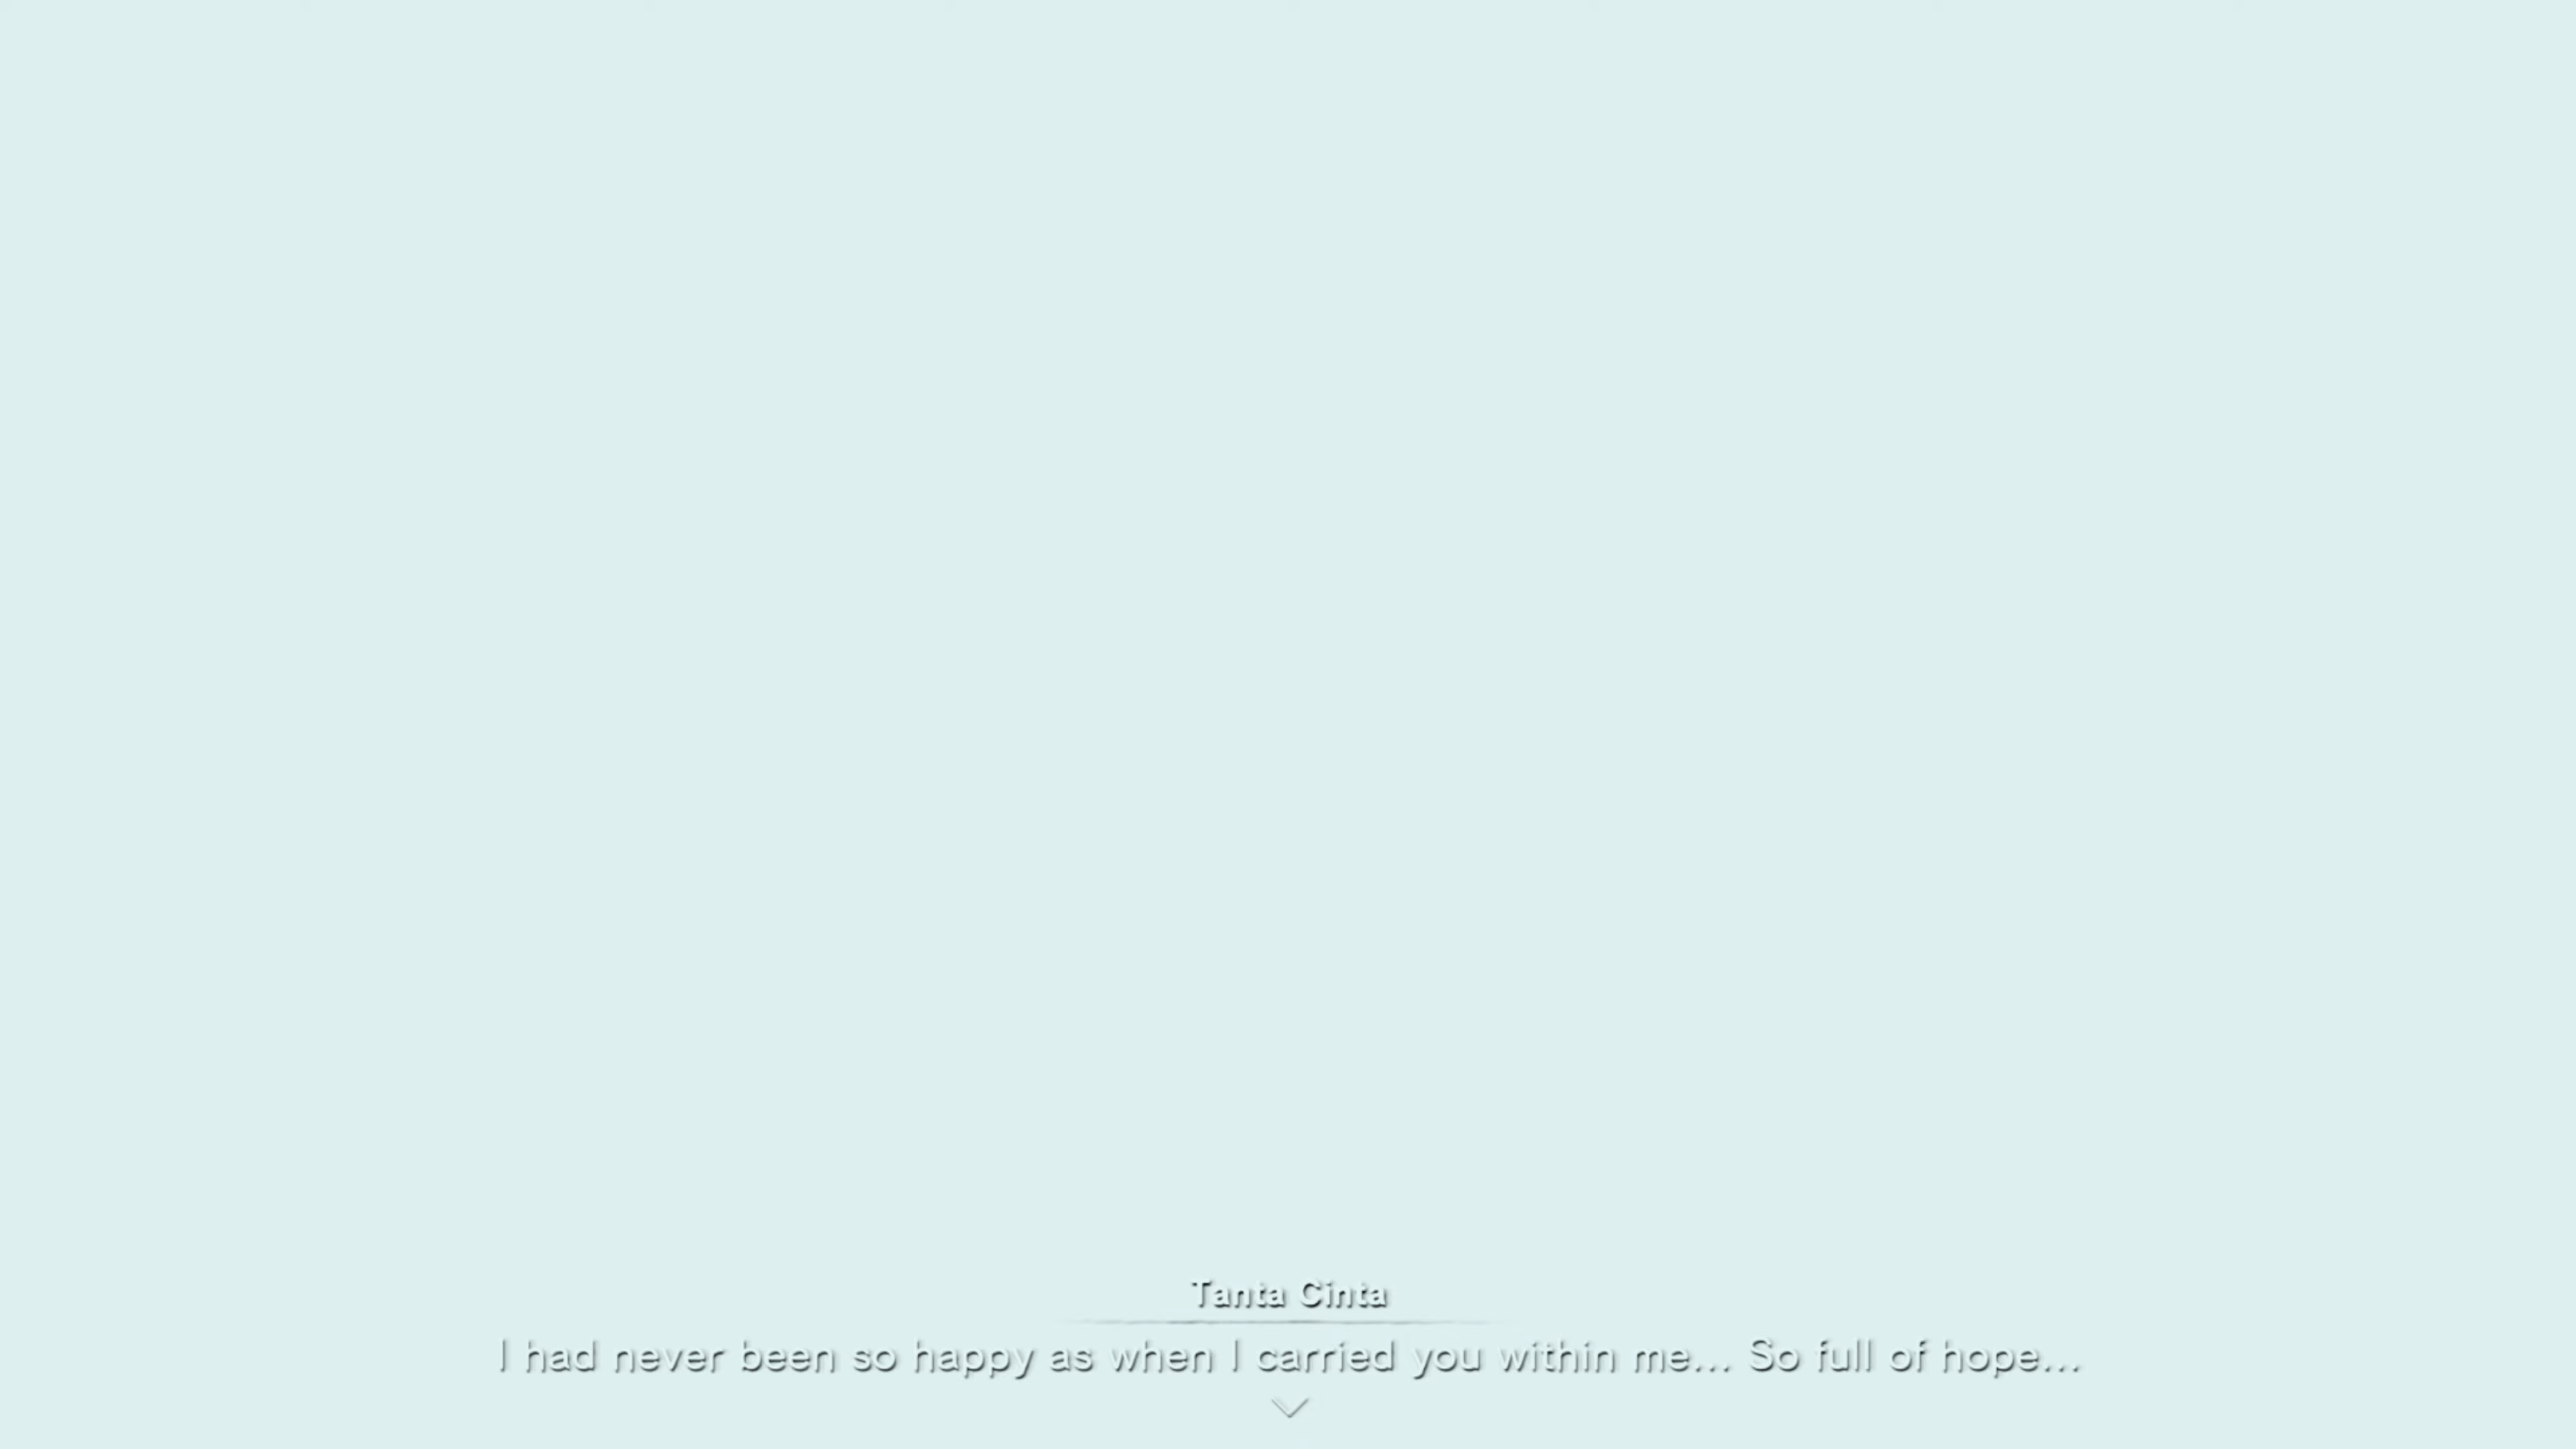 Tanta Cinta
I had never been so happy as when I carried you within me... So full of hope...